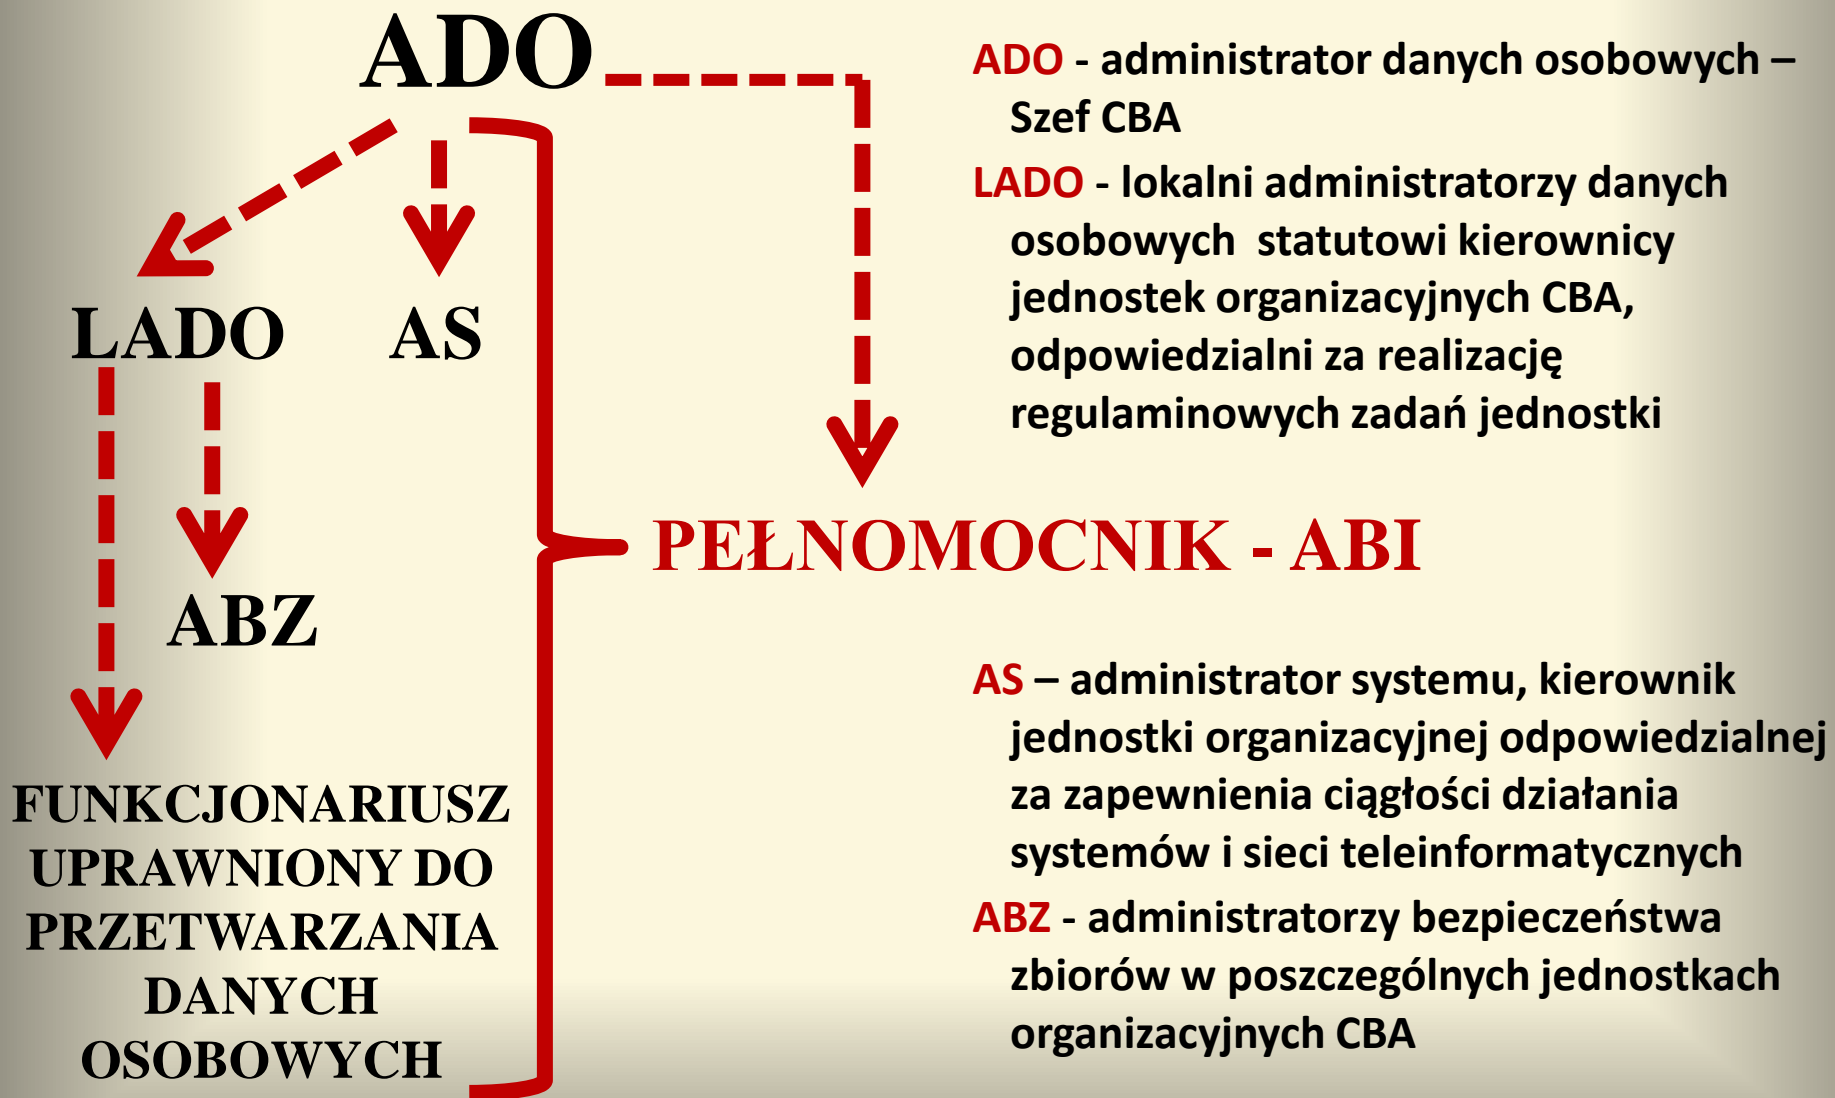 ADO
LADO
AS
ABZ
FUNKCJONARIUSZ
UPRAWNIONY DO
PRZETWARZANIA
DANYCH
OSOBOWYCH
PEŁNOMOCNIK - ABI
ADO - administrator danych osobowych –
Szef CBA
LADO - lokalni administratorzy danych
osobowych statutowi kierownicy
jednostek organizacyjnych CBA,
odpowiedzialni za realizację
regulaminowych zadań jednostki
AS – administrator systemu, kierownik
jednostki organizacyjnej odpowiedzialnej
za zapewnienia ciągłości działania
systemów i sieci teleinformatycznych
ABZ - administratorzy bezpieczeństwa
zbiorów w poszczególnych jednostkach
organizacyjnych CBA